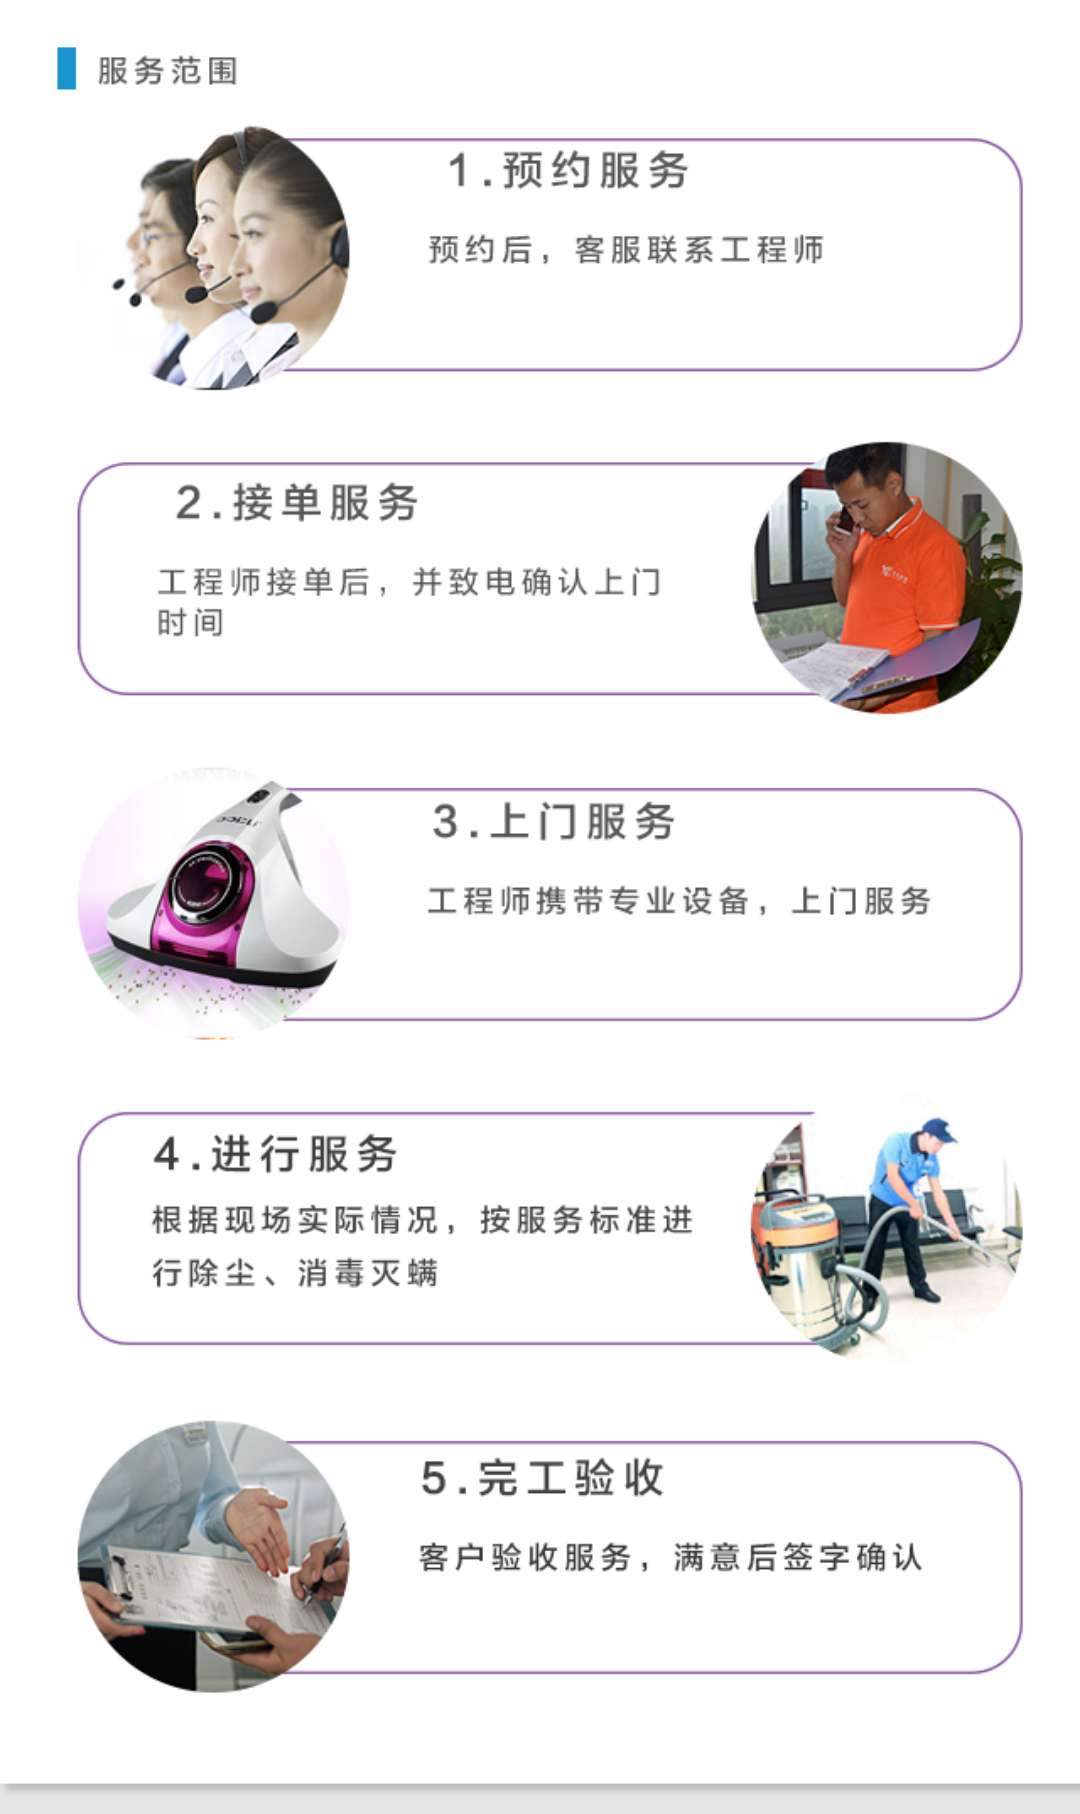 服务范围
1.预约服务
预约后，客服联系工程师
2.接单服务
工程师接单后，并致电确认上门
时间
3.上门服务
工程师携带专业设备，上门服务
4.进行服务
根据现场实际情况，按服务标准进
行除尘、消毒灭螨
5.完工验收
客户验收服务，满意后签字确认